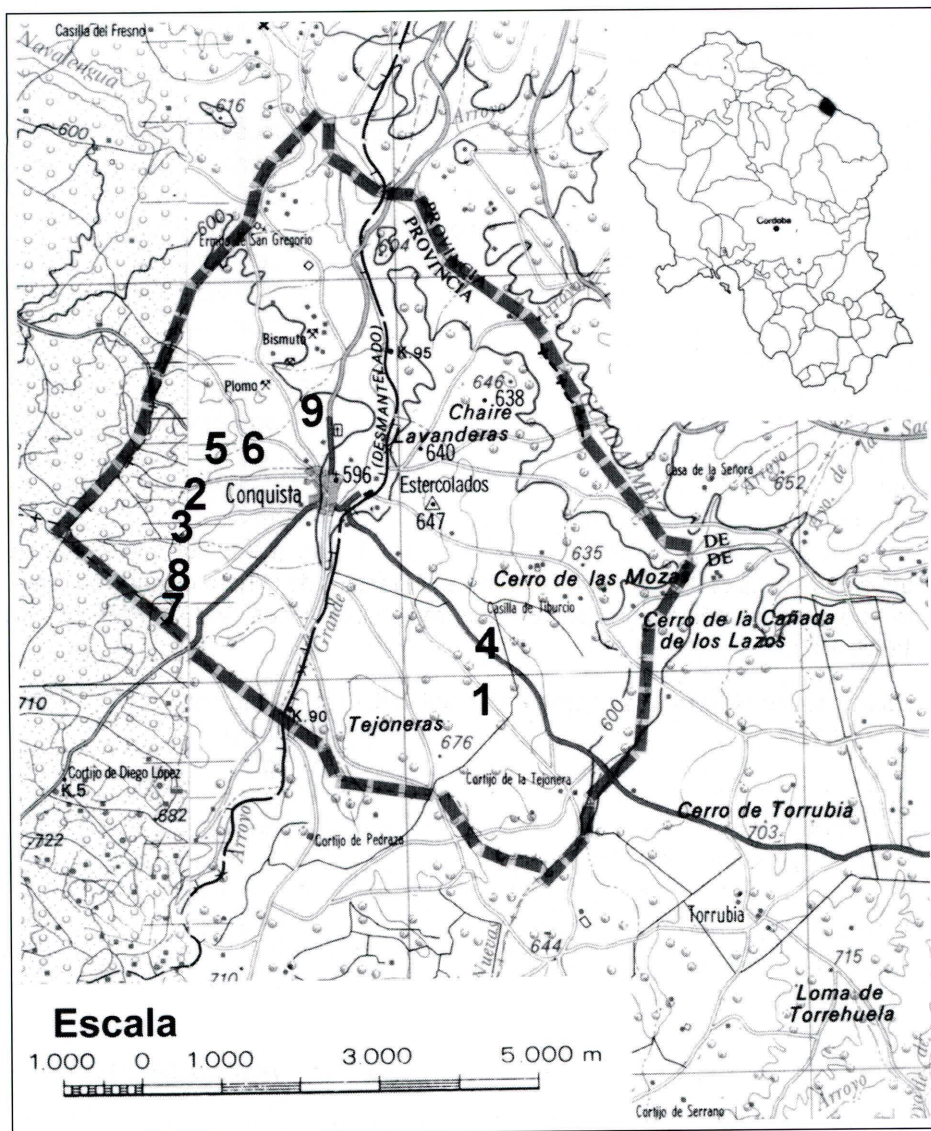 Casilla del Fresno
Navalengua
616
Arroyo
600
600
Ermita de San Gregorio
604
PROVINCIA
PROVINCIA
Córdoba
Bismuto
(DESMANTELADO)
K.95
Plomo
646
638
Chaire
Lavanderas
9
5 6
640
596
Conquista
Estercolados
647
2
3
Casa de la Señora
Arroyo
652
DE
DE
635
Cerro de las Mozas
8
7
Casilla de Tiburcio
Cerro de la Cañada
de los Lazos
Grande
4
1
600
710
K.90
Tejoneras
676
Cortijo de Diego López
K.5
Cortijo de la Tejonera
682
Cerro de Torrubia
703
722
Arroyo
Cortijo de Pedraza
Torrubia
Nuevas
644
710
715
Loma de
Torrehuela
Escala
1.000 0 1.000 3.000 5.000 m
Arroyo
Cortijo de Serrano